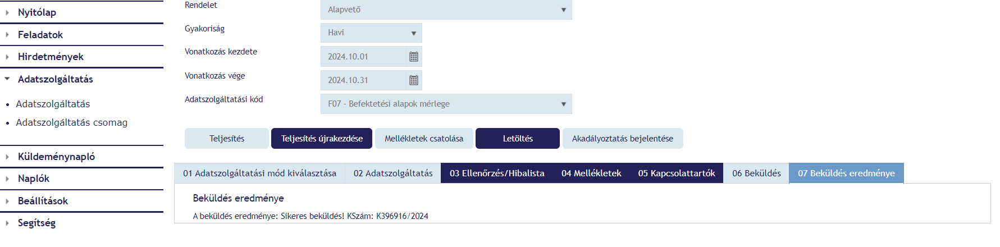 Nyitólap
Feladatok
Hirdetmények
Adatszolgáltatás
Adatszolgáltatás
Adatszolgáltatás csomag
Küldeménynapló
Naplók
Beállítások
Segítség
Rendelet
Alapvető
Gyakoriság
Havi
Vonatkozás kezdete
2024.10.01
Vonatkozás vége
2024.10.31
Adatszolgáltatási kód
F07 - Befektetési alapok mérlege
Teljesítés Teljesítés újrakezdése Mellékletek csatolása Letöltés Akadályoztatás bejelentése
01 Adatszolgáltatási mód kiválasztása 02 Adatszolgáltatás 03 Ellenőrzés/Hibalista 04 Mellékletek 05 Kapcsolattartók 06 Beküldés 07 Beküldés eredménye
Beküldés eredménye
A beküldés eredménye: Sikeres beküldés! KSzám: K396916/2024